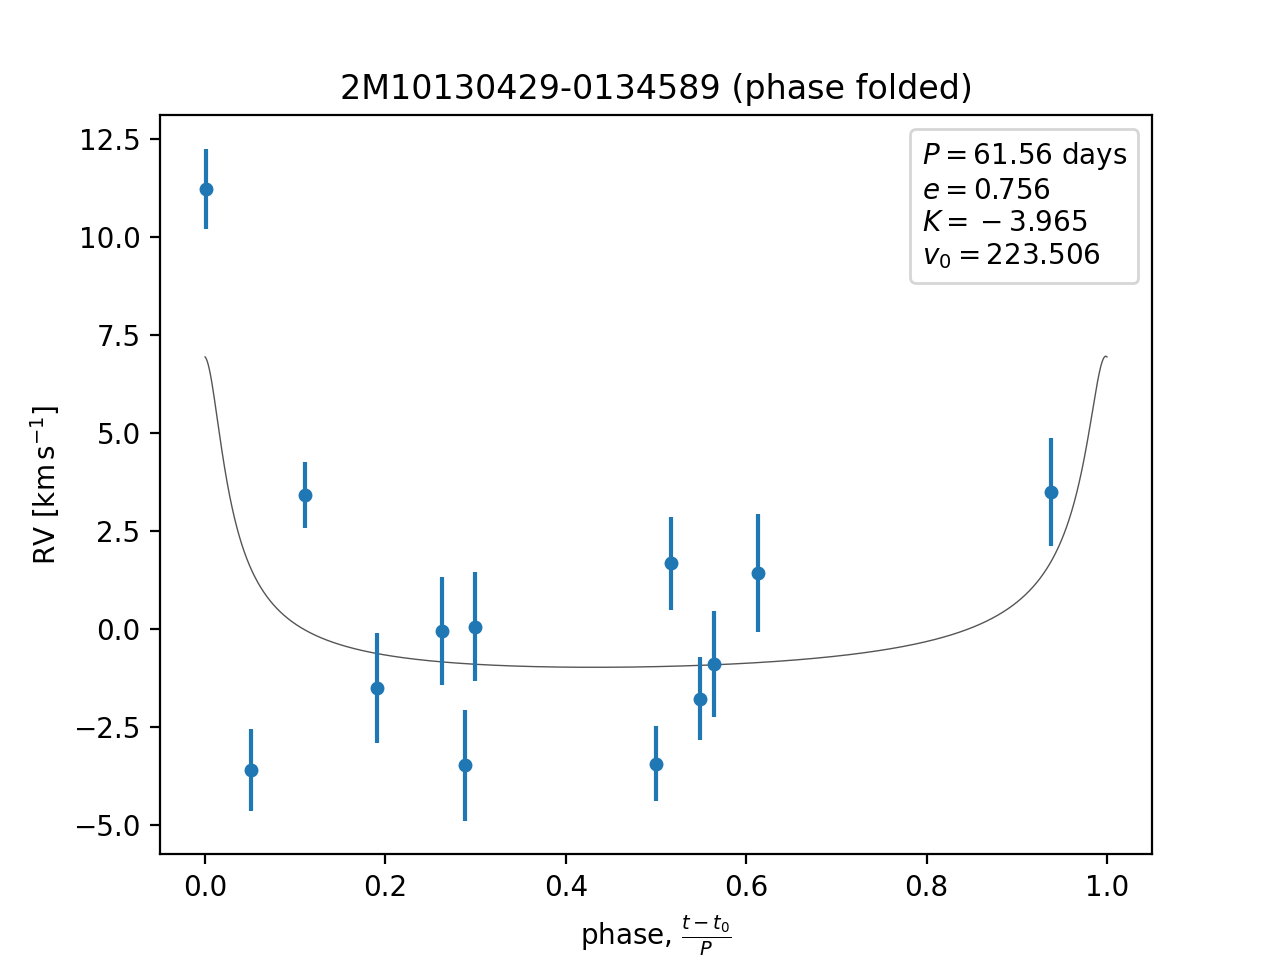 2M10130429-0134589 (phase folded)
P = 61.56 days
e = 0.756
K = −3.965
v₀ = 223.506
12.5
10.0
7.5
5.0
2.5
0.0
−2.5
−5.0
RV [km s⁻¹]
0.0 0.2 0.4 0.6 0.8 1.0
phase, (t − t₀)/P